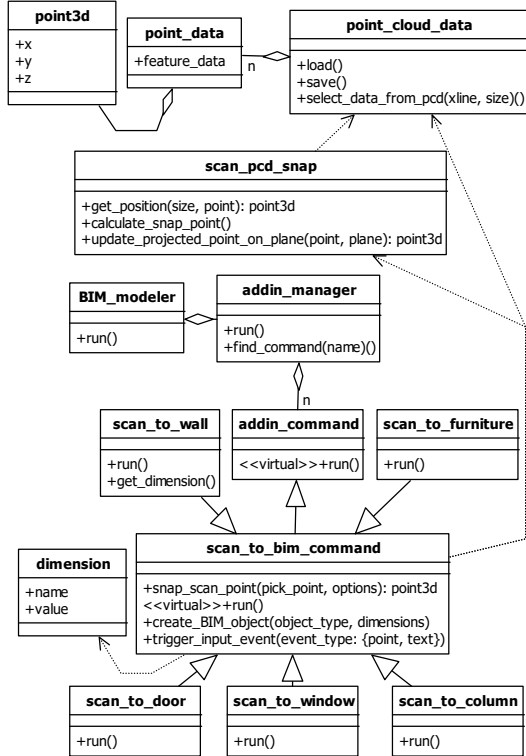 point3d
+x
+y
+z
point_data
+feature_data
n
point_cloud_data
+load()
+save()
+select_data_from_pcd(xline, size)()
scan_pcd_snap
+get_position(size, point): point3d
+calculate_snap_point()
+update_projected_point_on_plane(point, plane): point3d
BIM_modeler
+run()
addin_manager
+run()
+find_command(name)()
n
scan_to_wall
+run()
+get_dimension()
addin_command
<<virtual>>+run()
scan_to_furniture
+run()
dimension
+name
+value
scan_to_bim_command
+snap_scan_point(pick_point, options): point3d
<<virtual>>+run()
+create_BIM_object(object_type, dimensions)
+trigger_input_event(event_type: {point, text})
scan_to_door
+run()
scan_to_window
+run()
scan_to_column
+run()